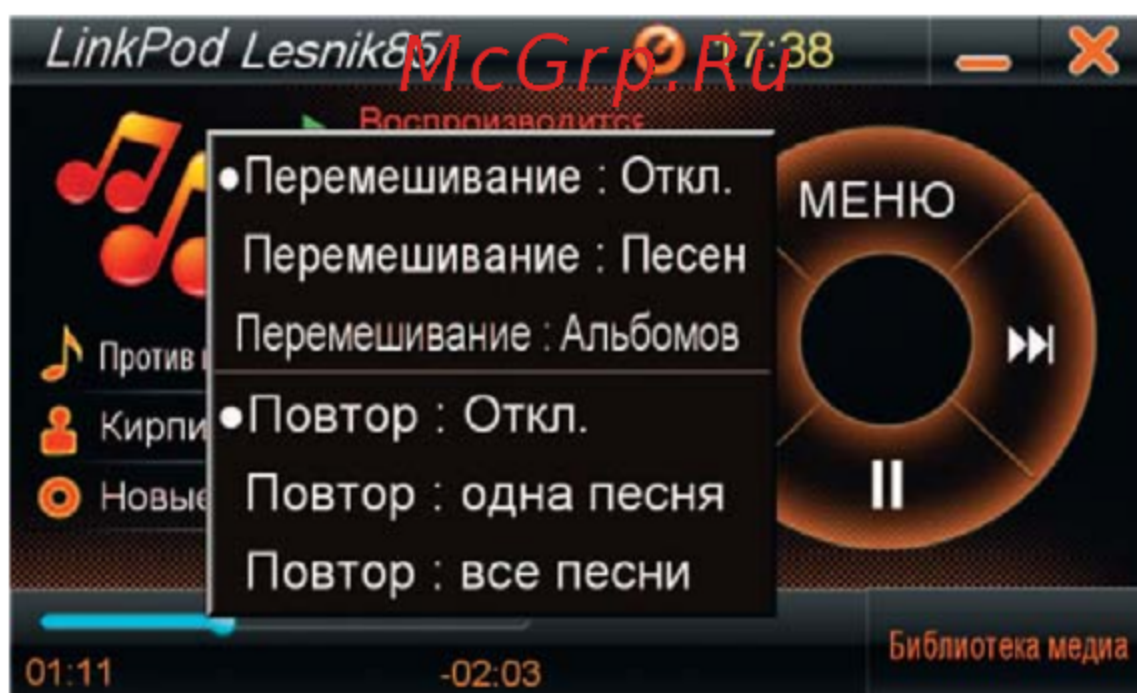 LinkPod Lesnik85
17:38
McGrp.Ru
Воспроизводится
Перемешивание : Откл.
Перемешивание : Песен
Перемешивание : Альбомов
Повтор : Откл.
Повтор : одна песня
Повтор : все песни
МЕНЮ
Против
Новые
01:11
-02:03
Библиотека медиа